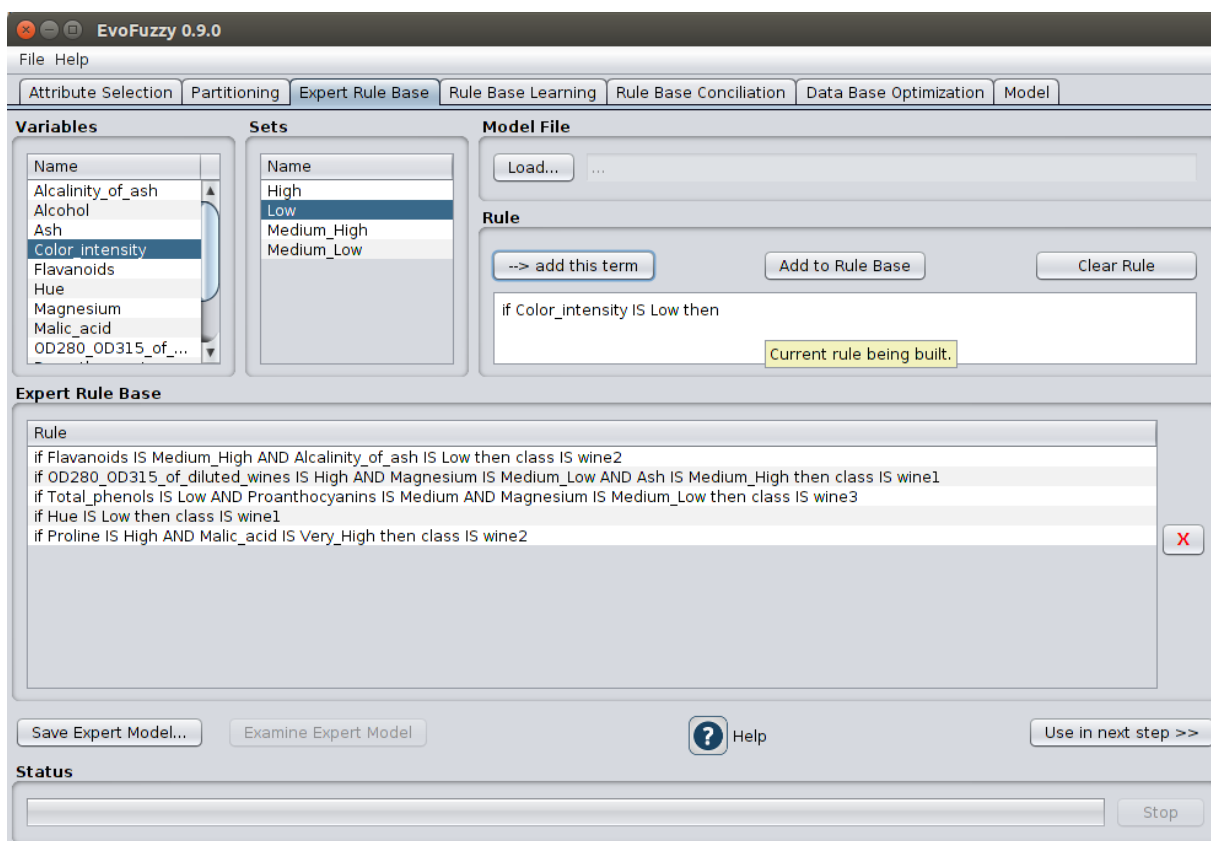 EvoFuzzy 0.9.0
File Help
Attribute Selection Partitioning Expert Rule Base Rule Base Learning Rule Base Conciliation Data Base Optimization Model
Variables
Name
Alcalinity_of_ash
Alcohol
Ash
Color_intensity
Flavanoids
Hue
Magnesium
Malic_acid
OD280_OD315_of_...
Sets
Name
High
Low
Medium_High
Medium_Low
Model File
Load... ...
Rule
--> add this term Add to Rule Base Clear Rule
if Color_intensity IS Low then
Current rule being built.
Expert Rule Base
Rule
if Flavanoids IS Medium_High AND Alcalinity_of_ash IS Low then class IS wine2
if OD280_OD315_of_diluted_wines IS High AND Magnesium IS Medium_Low AND Ash IS Medium_High then class IS wine1
if Total_phenols IS Low AND Proanthocyanins IS Medium AND Magnesium IS Medium_Low then class IS wine3
if Hue IS Low then class IS wine1
if Proline IS High AND Malic_acid IS Very_High then class IS wine2
X
Save Expert Model... Examine Expert Model ? Help Use in next step >>
Status
Stop